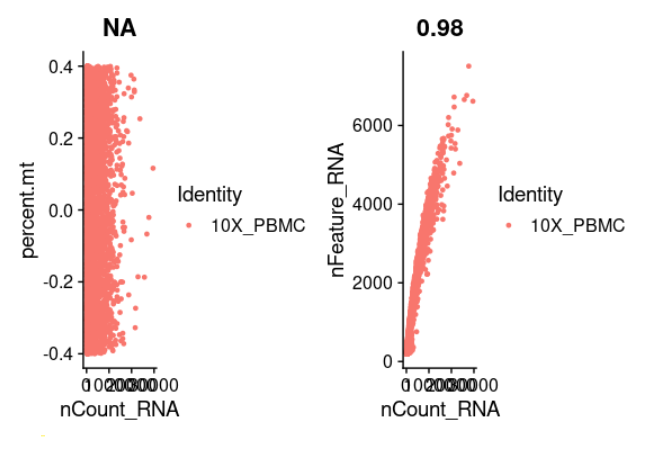 NA
0.4
0.2
0.0
-0.2
-0.4
percent.mt
nCount_RNA
Identity
10X_PBMC
0.98
6000
4000
2000
0
nFeature_RNA
nCount_RNA
Identity
10X_PBMC